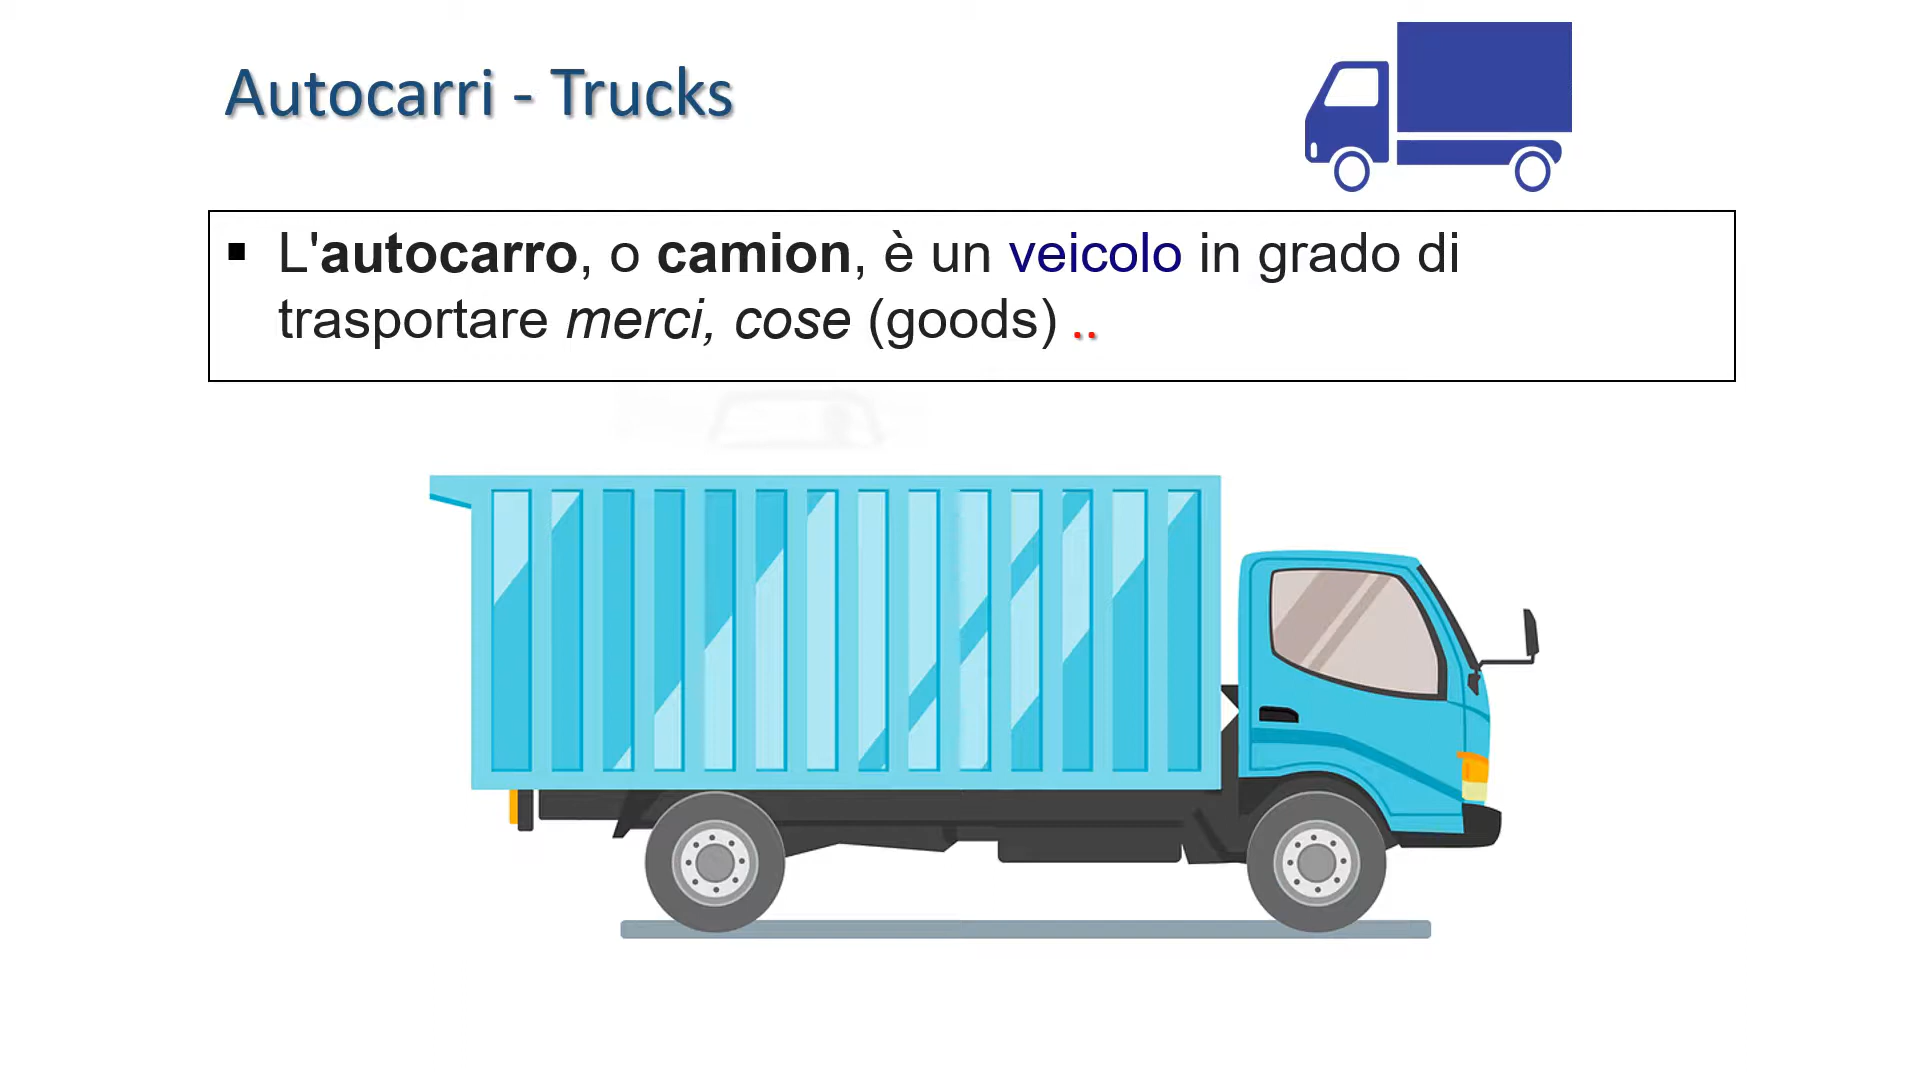 Autocarri - Trucks
▪ L'autocarro, o camion, è un veicolo in grado di
trasportare merci, cose (goods) ..